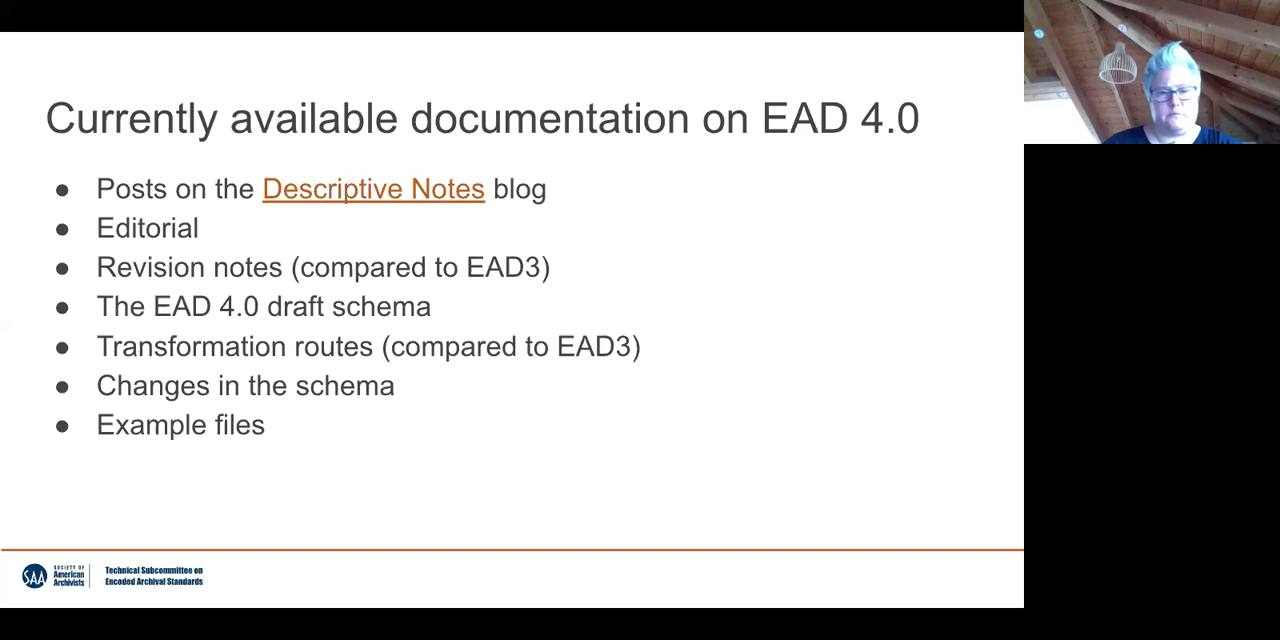 Currently available documentation on EAD 4.0
● Posts on the Descriptive Notes blog
● Editorial
● Revision notes (compared to EAD3)
● The EAD 4.0 draft schema
● Transformation routes (compared to EAD3)
● Changes in the schema
● Example files
SAA
SOCIETY OF
American
Archivists
Technical Subcommittee on
Encoded Archival Standards